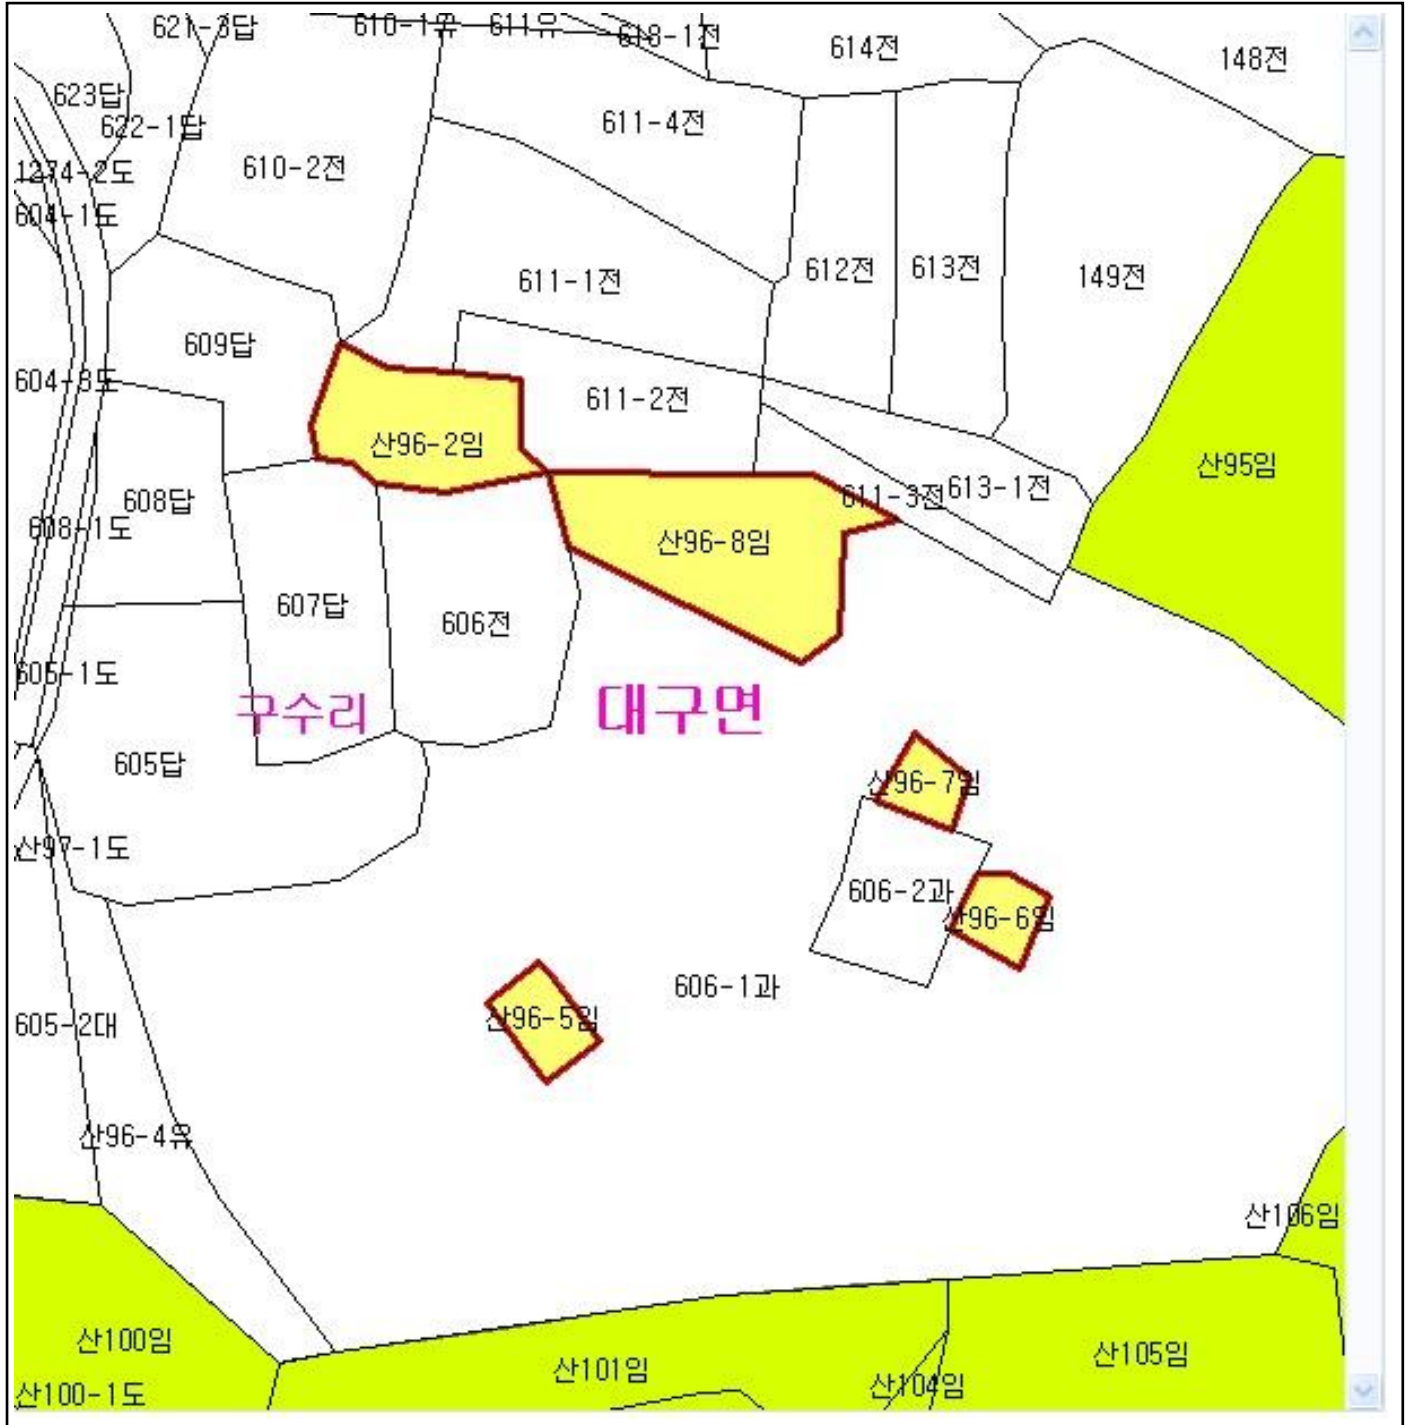 621-3답
610-1유
611유
618-1전
614전
148전
623답
622-1답
611-4전
610-2전
1274-2도
604-1도
611-1전
612전
613전
149전
609답
604-3도
611-2전
산96-2임
산95임
608답
611-3전
613-1전
608-1도
산96-8임
607답
606전
605-1도
구수리
대구면
605답
산96-7임
산97-1도
606-2과
산96-6임
606-1과
산96-5임
605-2대
산96-4유
산106임
산100임
산101임
산105임
산104임
산100-1도